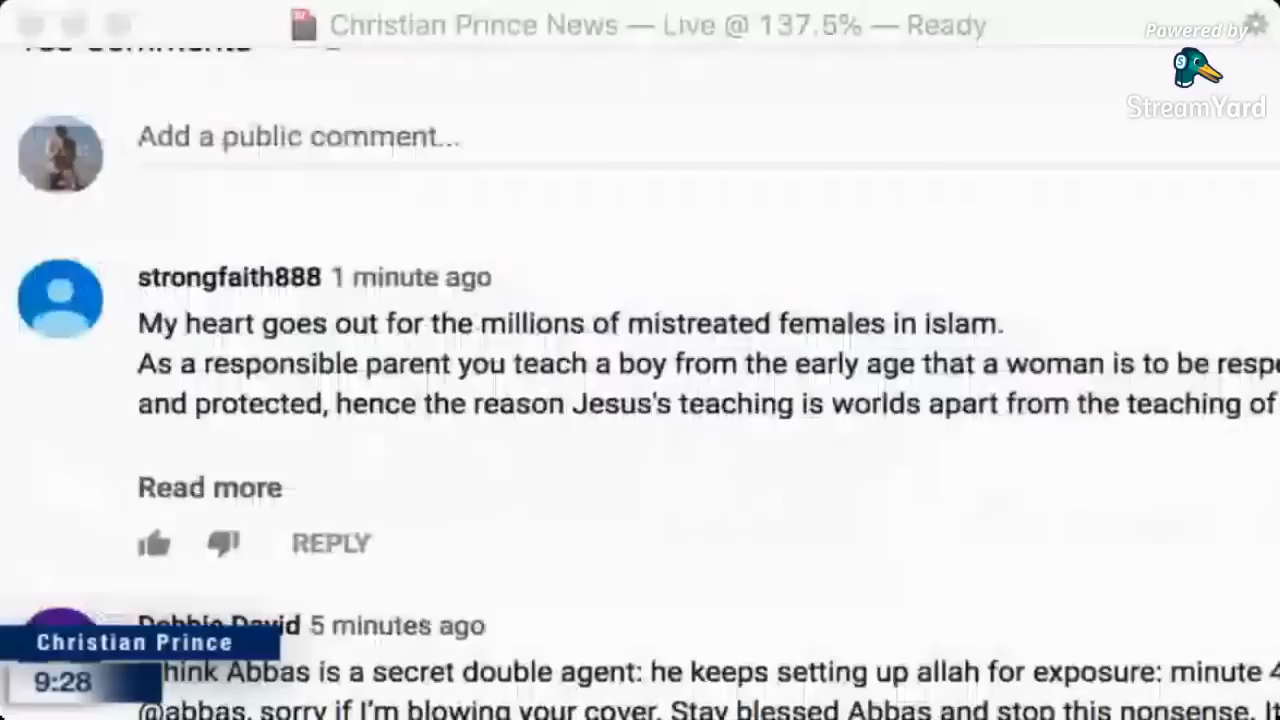 Christian Prince News — Live @ 137.5% — Ready
Powered by
StreamYard
Add a public comment...
strongfaith888 1 minute ago
My heart goes out for the millions of mistreated females in islam.
As a responsible parent you teach a boy from the early age that a woman is to be resp
and protected, hence the reason Jesus's teaching is worlds apart from the teaching of
Read more
REPLY
Debbie David 5 minutes ago
Christian Prince
hink Abbas is a secret double agent: he keeps setting up allah for exposure: minute 4
9:28
@abbas, sorry if I'm blowing your cover. Stay blessed Abbas and stop this nonsense.